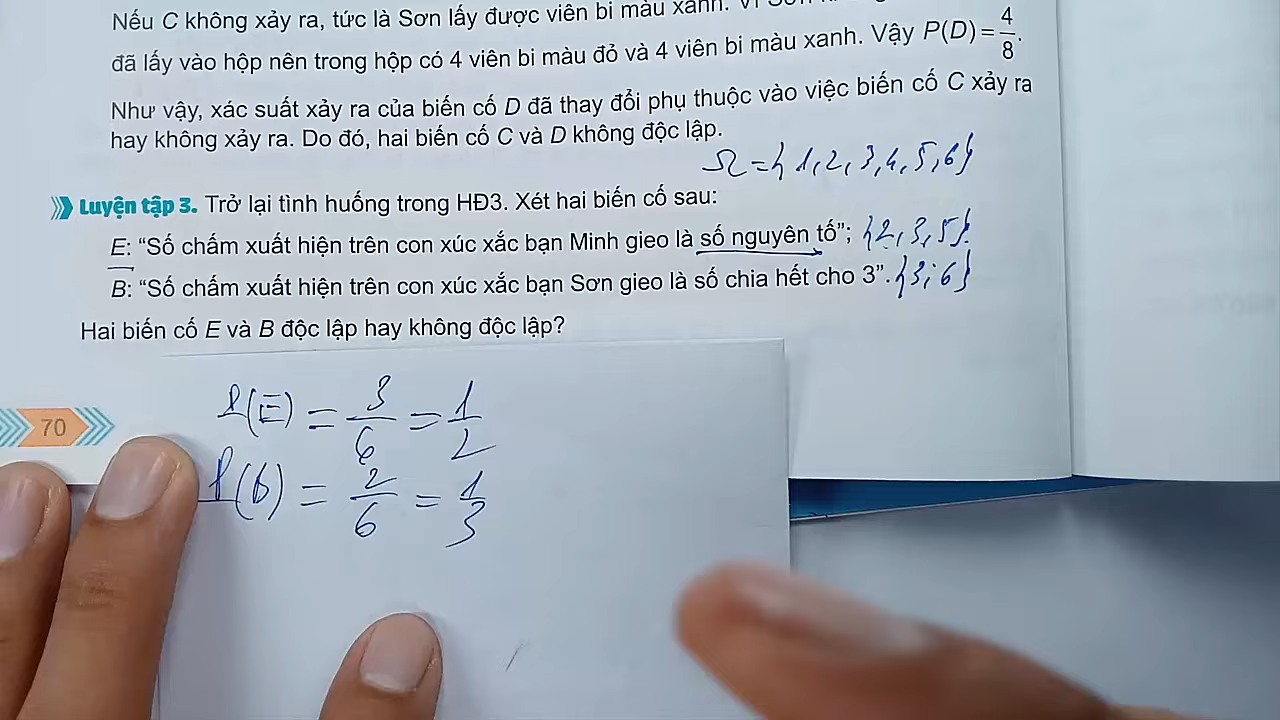 Nếu C không xảy ra, tức là Sơn lấy được viên bi màu xanh. Vì
đã lấy vào hộp nên trong hộp có 4 viên bi màu đỏ và 4 viên bi màu xanh. Vậy P(D)=4/8.
Như vậy, xác suất xảy ra của biến cố D đã thay đổi phụ thuộc vào việc biến cố C xảy ra
hay không xảy ra. Do đó, hai biến cố C và D không độc lập.
Ω={1,2,3,4,5,6}
Luyện tập 3. Trở lại tình huống trong HĐ3. Xét hai biến cố sau:
E: “Số chấm xuất hiện trên con xúc xắc bạn Minh gieo là số nguyên tố”; {2,3,5}.
B: “Số chấm xuất hiện trên con xúc xắc bạn Sơn gieo là số chia hết cho 3”. {3;6}
Hai biến cố E và B độc lập hay không độc lập?
P(E) = 3/6 = 1/2
70
P(B) = 2/6 = 1/3